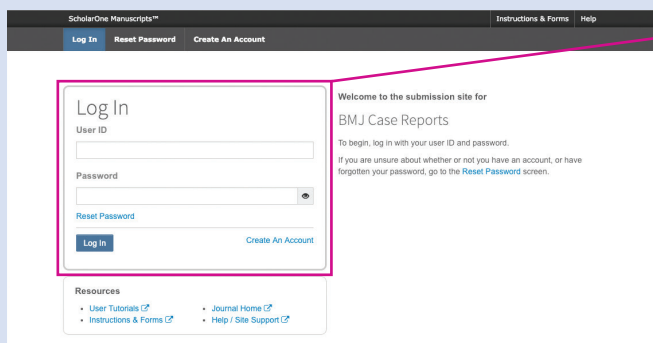 ScholarOne Manuscripts™
Instructions & Forms Help
Log In Reset Password Create An Account
Log In
User ID
Password
Reset Password
Log In Create An Account
Resources
• User Tutorials
• Instructions & Forms
• Journal Home
• Help / Site Support
Welcome to the submission site for
BMJ Case Reports
To begin, log in with your user ID and password.
If you are unsure about whether or not you have an account, or have
forgotten your password, go to the Reset Password screen.